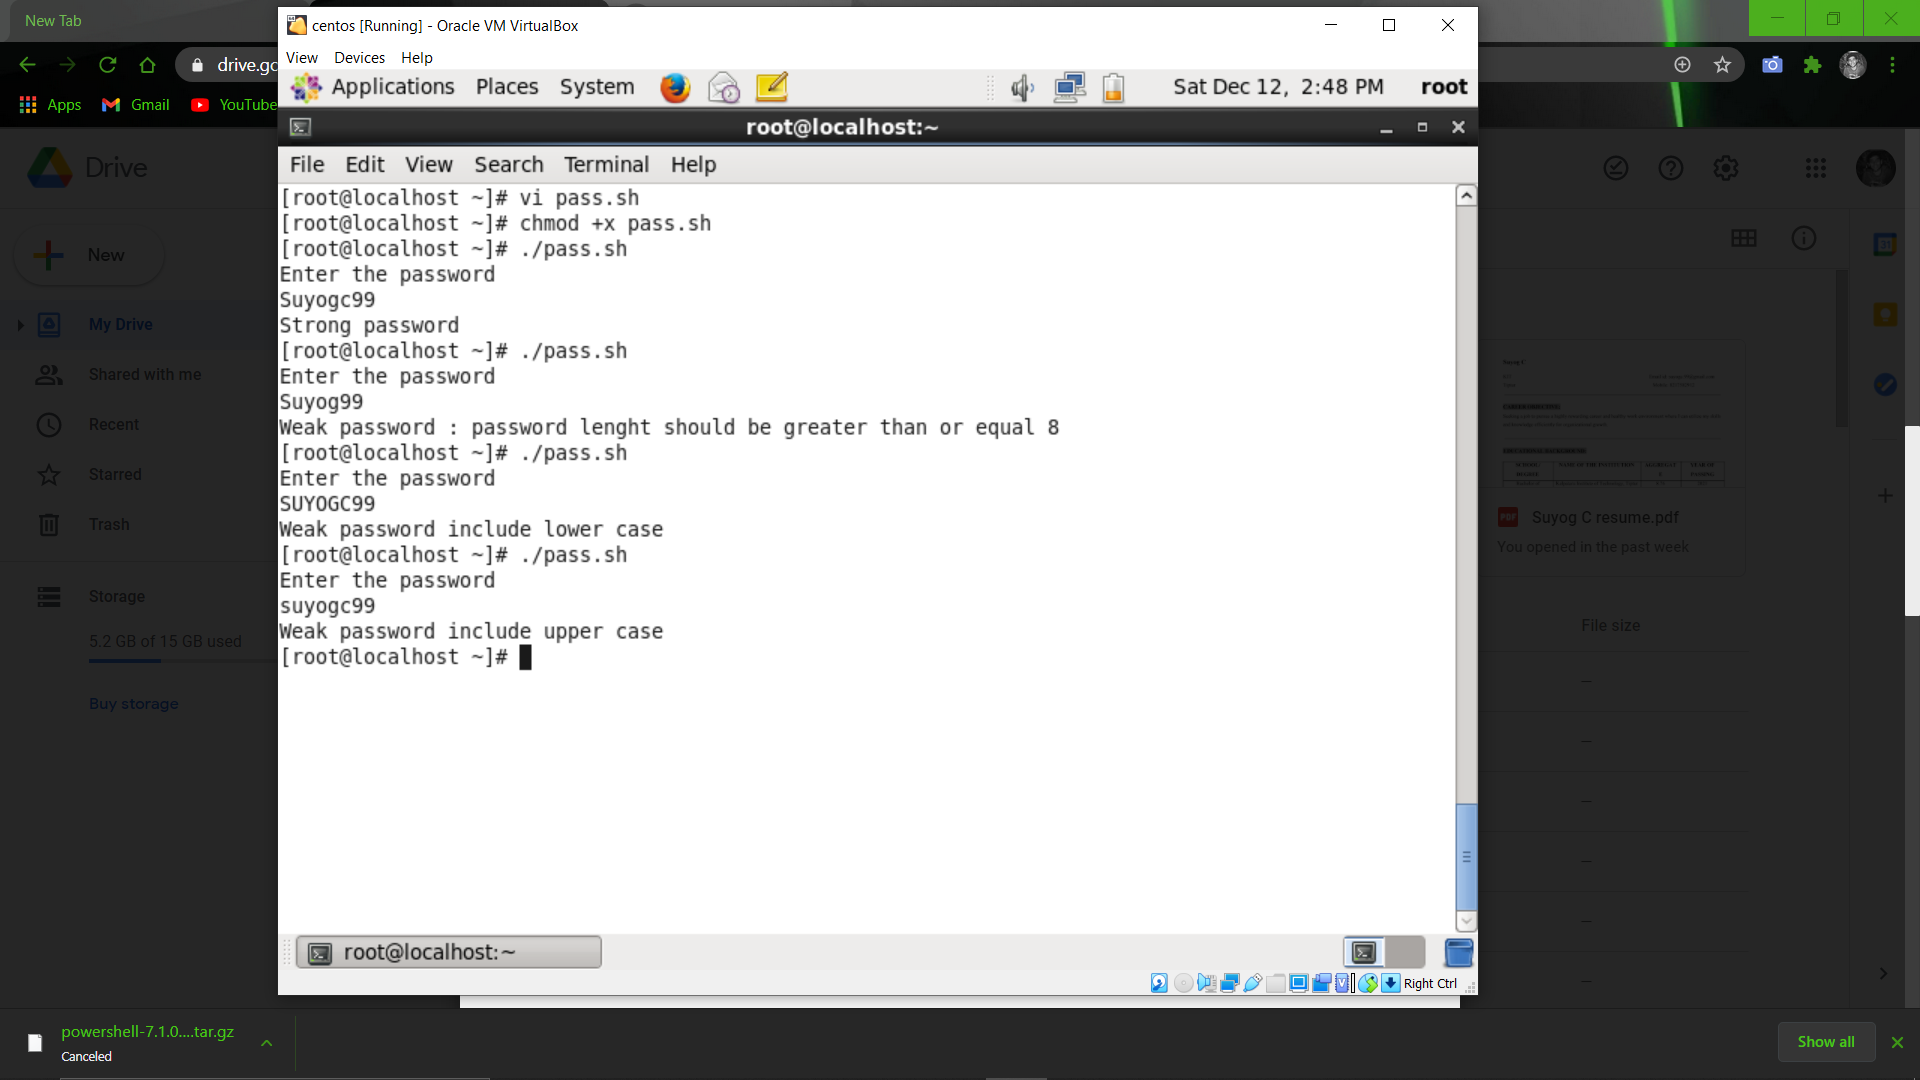 New Tab
centos [Running] - Oracle VM VirtualBox
View Devices Help
drive.go
Applications Places System
Sat Dec 12, 2:48 PM root
Apps Gmail YouTube
root@localhost:~
Drive
File Edit View Search Terminal Help
[root@localhost ~]# vi pass.sh
[root@localhost ~]# chmod +x pass.sh
[root@localhost ~]# ./pass.sh
Enter the password
Suyogc99
Strong password
[root@localhost ~]# ./pass.sh
Enter the password
Suyog99
Weak password : password lenght should be greater than or equal 8
[root@localhost ~]# ./pass.sh
Enter the password
SUYOGC99
Weak password include lower case
[root@localhost ~]# ./pass.sh
Enter the password
suyogc99
Weak password include upper case
[root@localhost ~]#
New
My Drive
Shared with me
Recent
Starred
Trash
Storage
5.2 GB of 15 GB used
Buy storage
31
Suyog C
PDF Suyog C resume.pdf
You opened in the past week
File size
root@localhost:~
Right Ctrl
powershell-7.1.0....tar.gz
Canceled
Show all